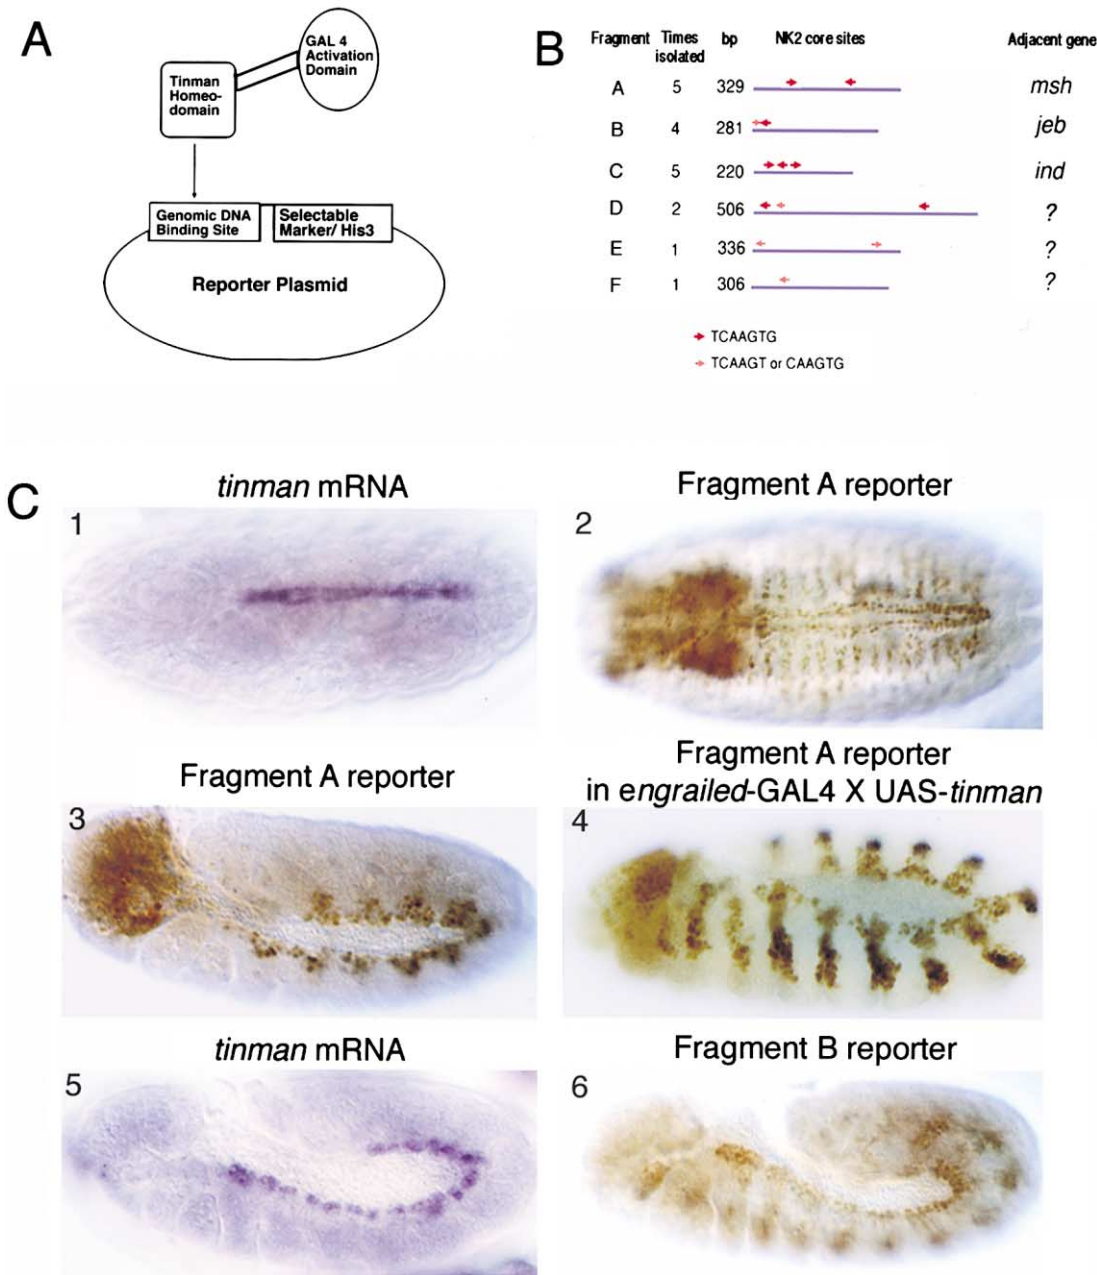 A
GAL 4
Activation
Domain
Tinman
Homeo-
domain
Genomic DNA
Binding Site
Selectable
Marker/ His3
Reporter Plasmid
B
Fragment Times isolated bp NK2 core sites Adjacent gene
A 5 329 msh
B 4 281 jeb
C 5 220 ind
D 2 506 ?
E 1 336 ?
F 1 306 ?
TCAAGTG
TCAAGT or CAAGTG
C
tinman mRNA
1
Fragment A reporter
2
Fragment A reporter
3
Fragment A reporter
in engrailed-GAL4 X UAS-tinman
4
tinman mRNA
5
Fragment B reporter
6